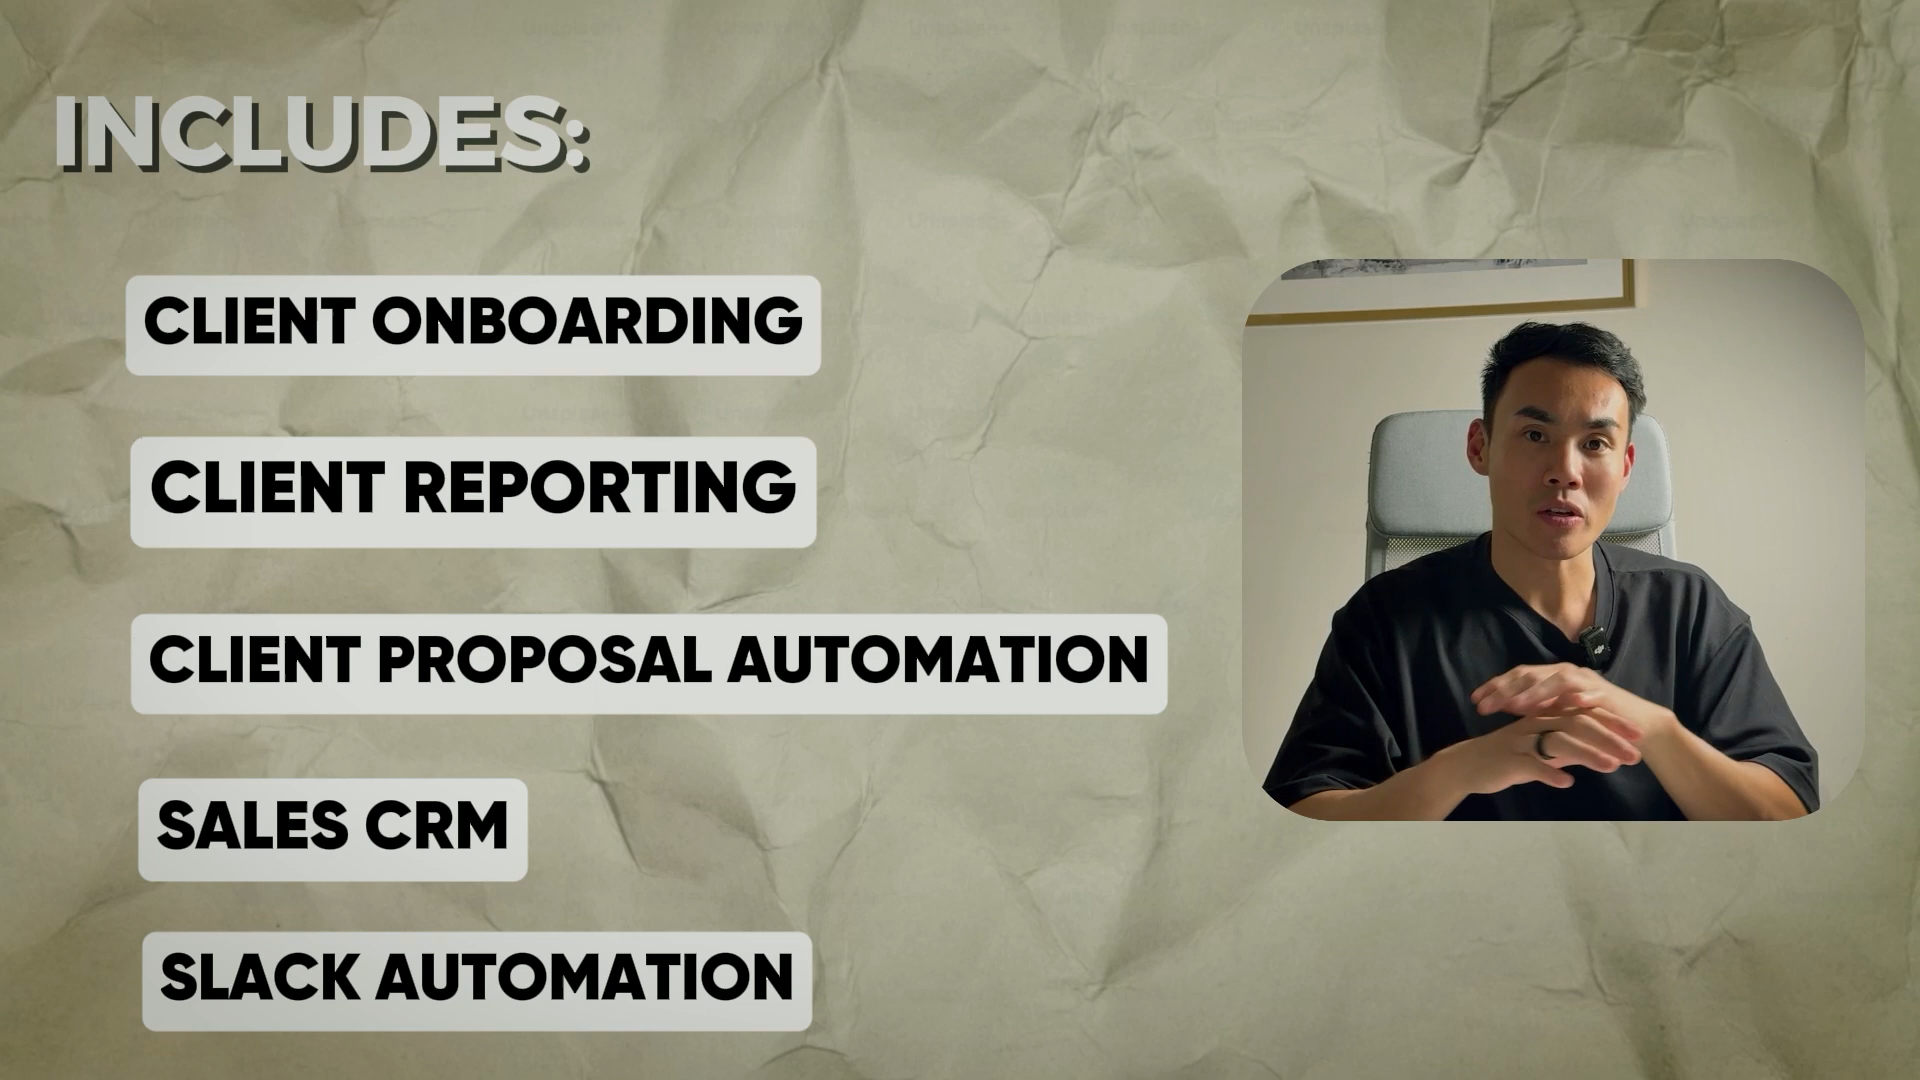 INCLUDES:
CLIENT ONBOARDING
CLIENT REPORTING
CLIENT PROPOSAL AUTOMATION
SALES CRM
SLACK AUTOMATION